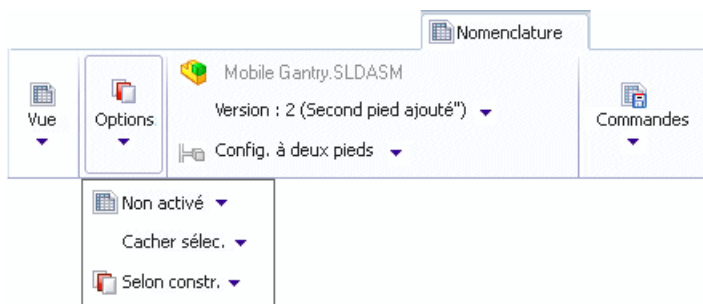 Nomenclature
Mobile Gantry.SLDASM
Vue
Options
Version : 2 (Second pied ajouté")
Commandes
Config. à deux pieds
Non activé
Cacher sélec.
Selon constr.